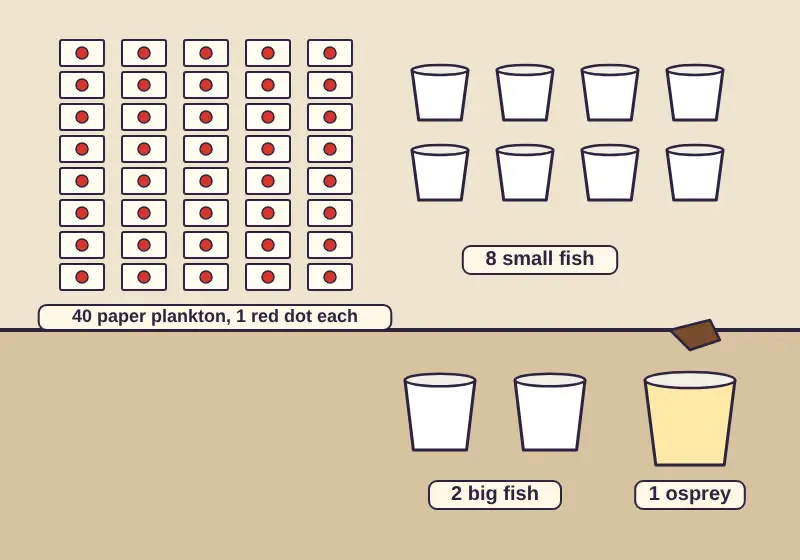 8 small fish
40 paper plankton, 1 red dot each
2 big fish
1 osprey